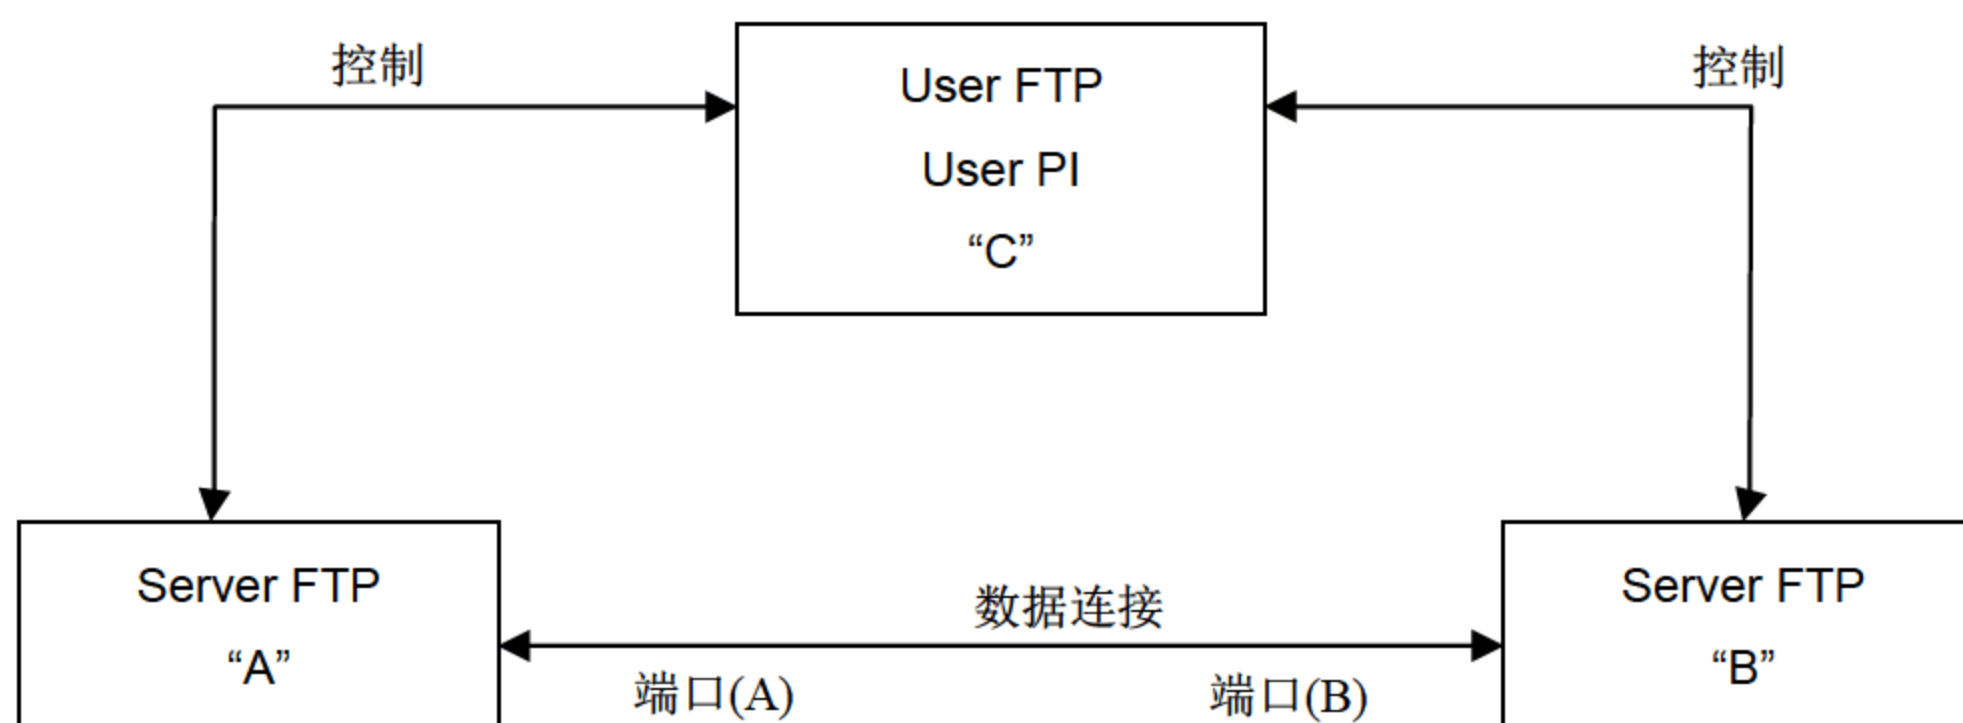 控制
控制
User FTP
User PI
“C”
Server FTP
“A”
数据连接
端口(A)
端口(B)
Server FTP
“B”